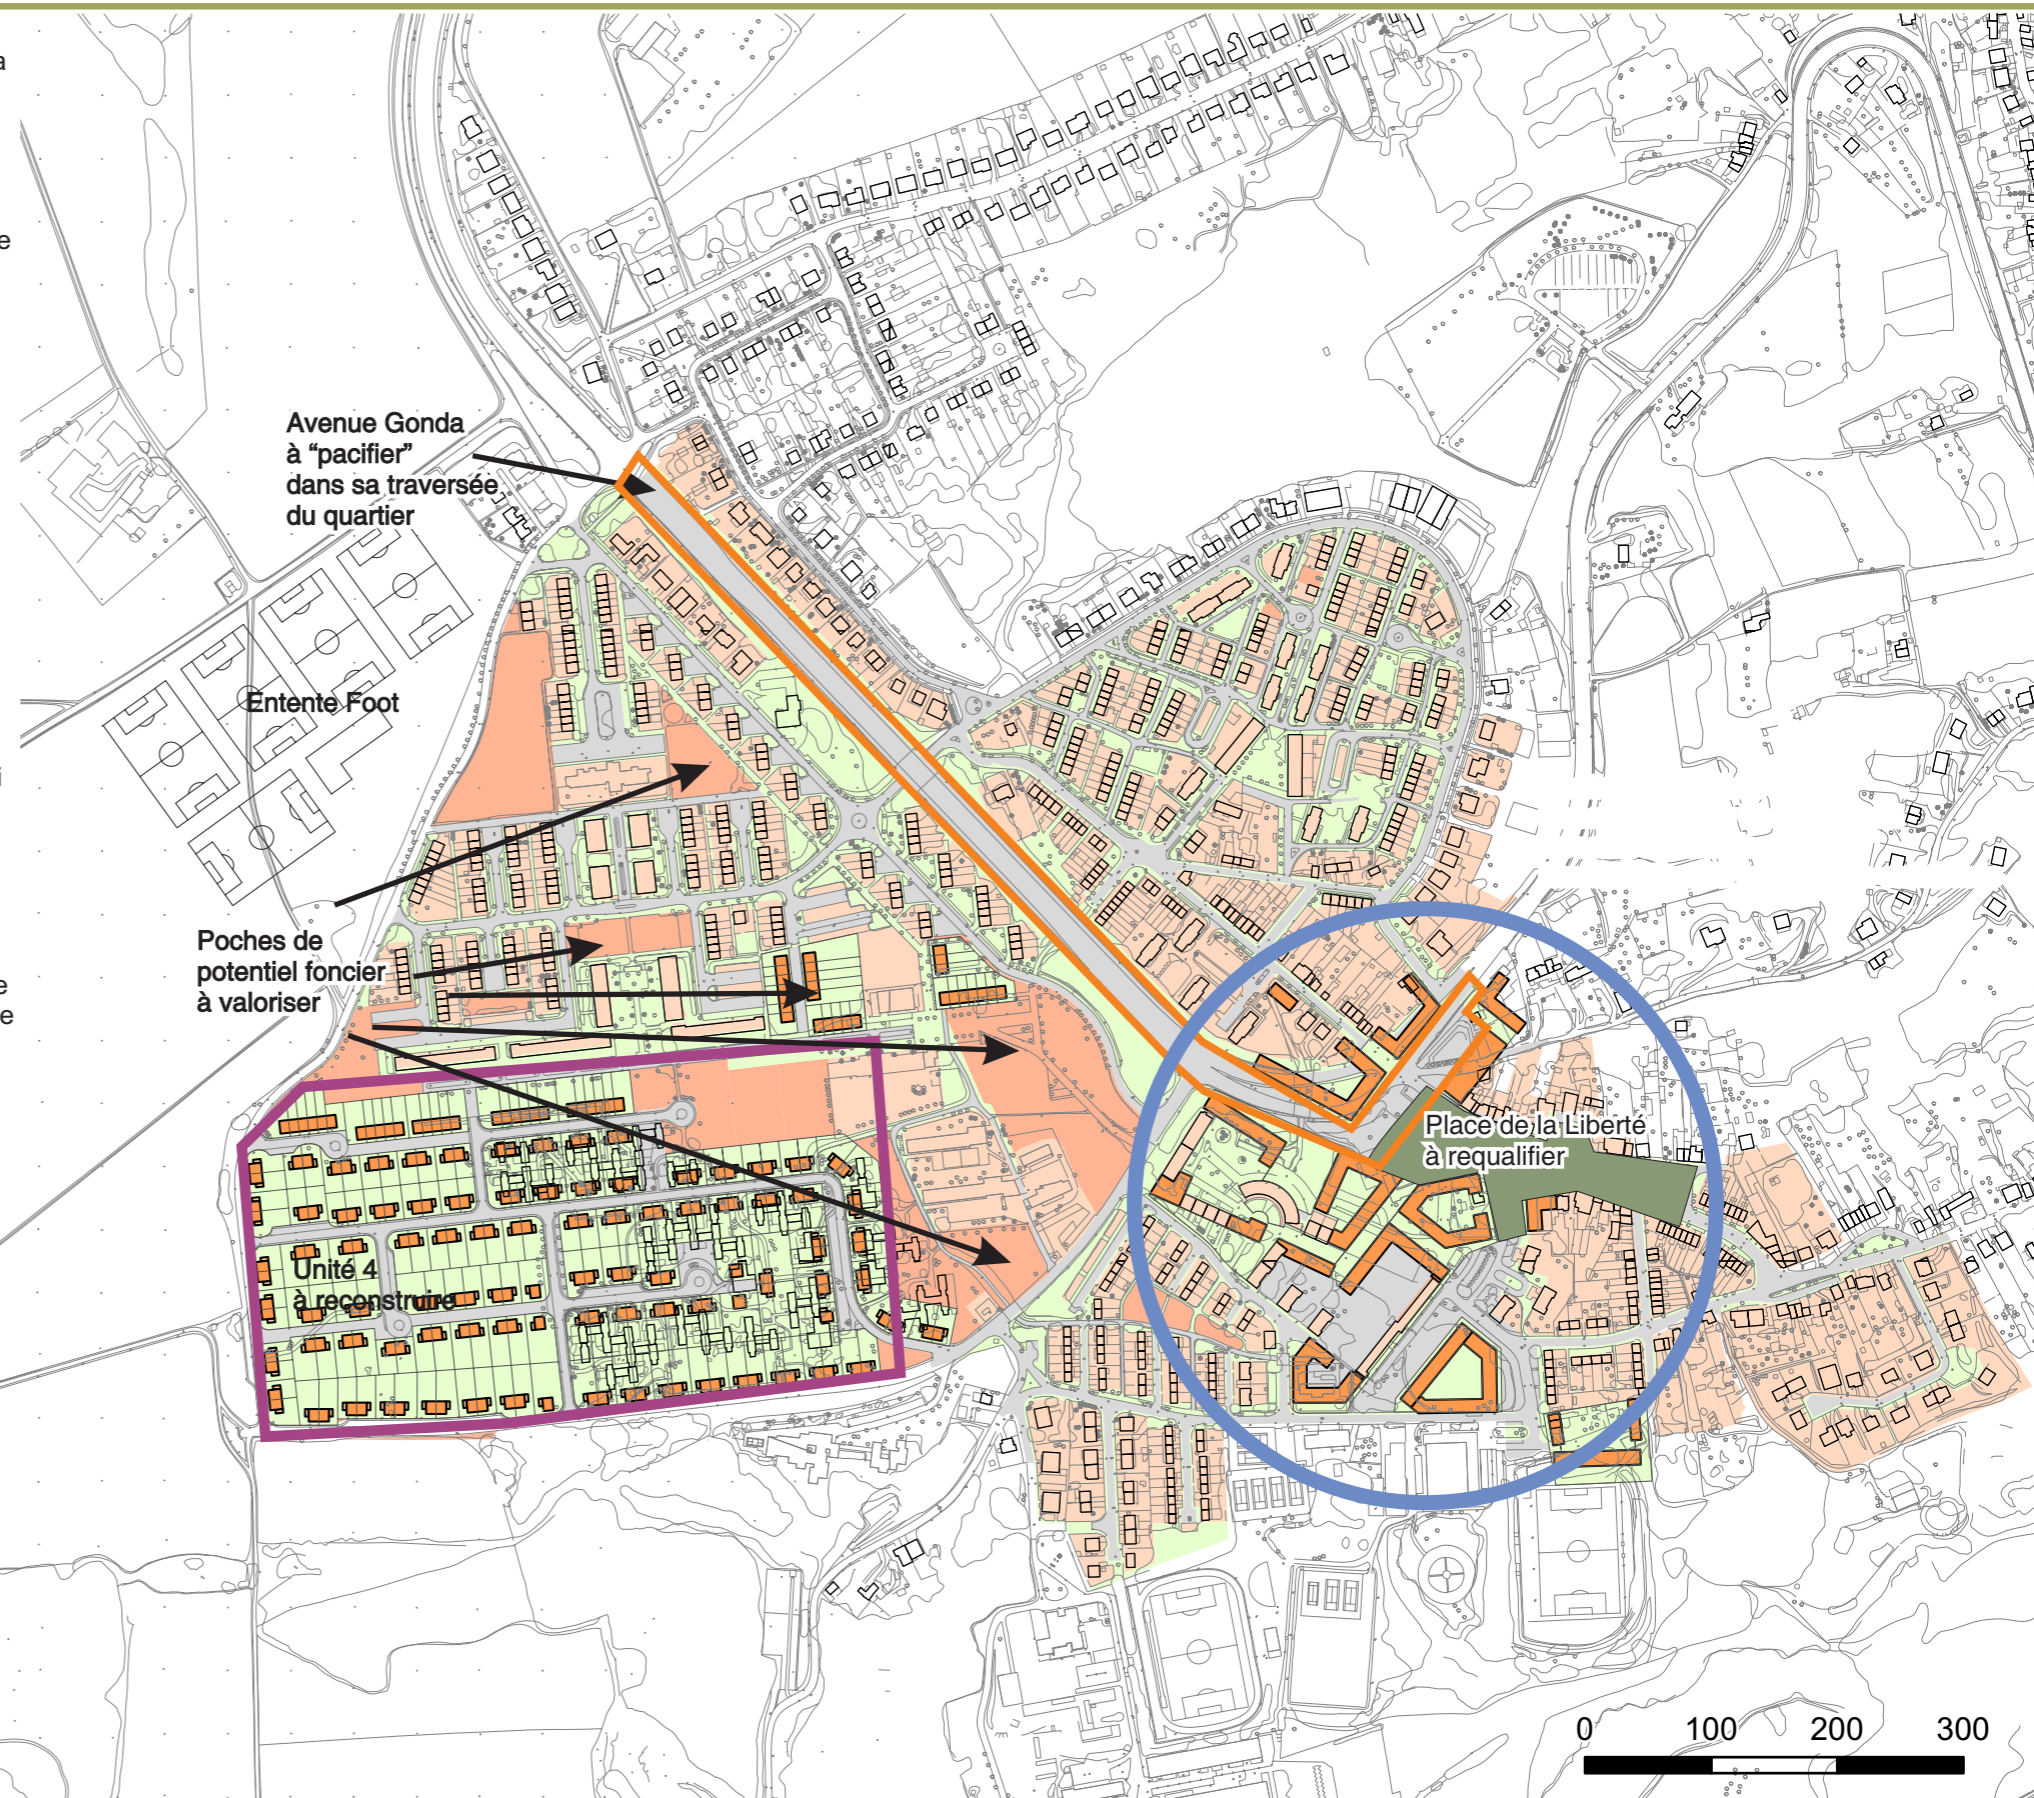 a
e
Avenue Gonda
à “pacifier”
dans sa traversée
du quartier
Entente Foot
i
Poches de
potentiel foncier
à valoriser
e
e
Place de la Liberté
à requalifier
Unité 4
à reconstruire
0 100 200 300